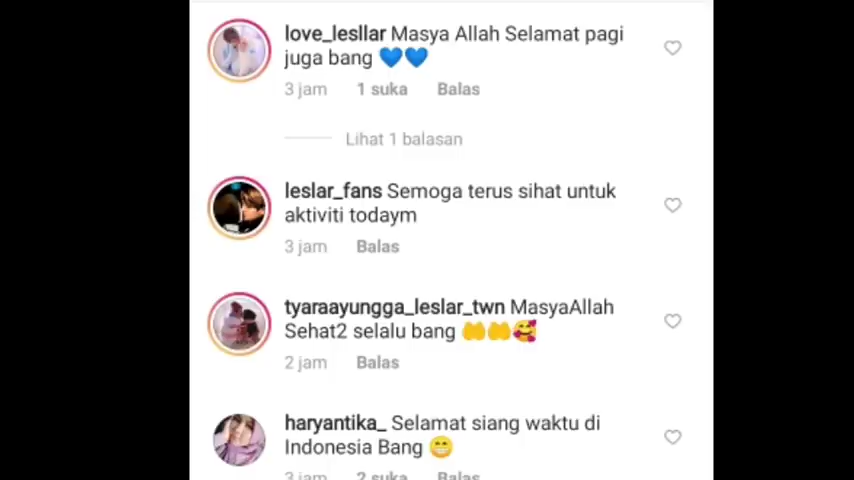 love_lesllar Masya Allah Selamat pagi
juga bang 💙💙
3 jam 1 suka Balas
Lihat 1 balasan
leslar_fans Semoga terus sihat untuk
aktiviti todaym
3 jam Balas
tyaraayungga_leslar_twn MasyaAllah
Sehat2 selalu bang 🤲🤲🥰
2 jam Balas
haryantika_ Selamat siang waktu di
Indonesia Bang 😁
3 jam 2 suka Balas